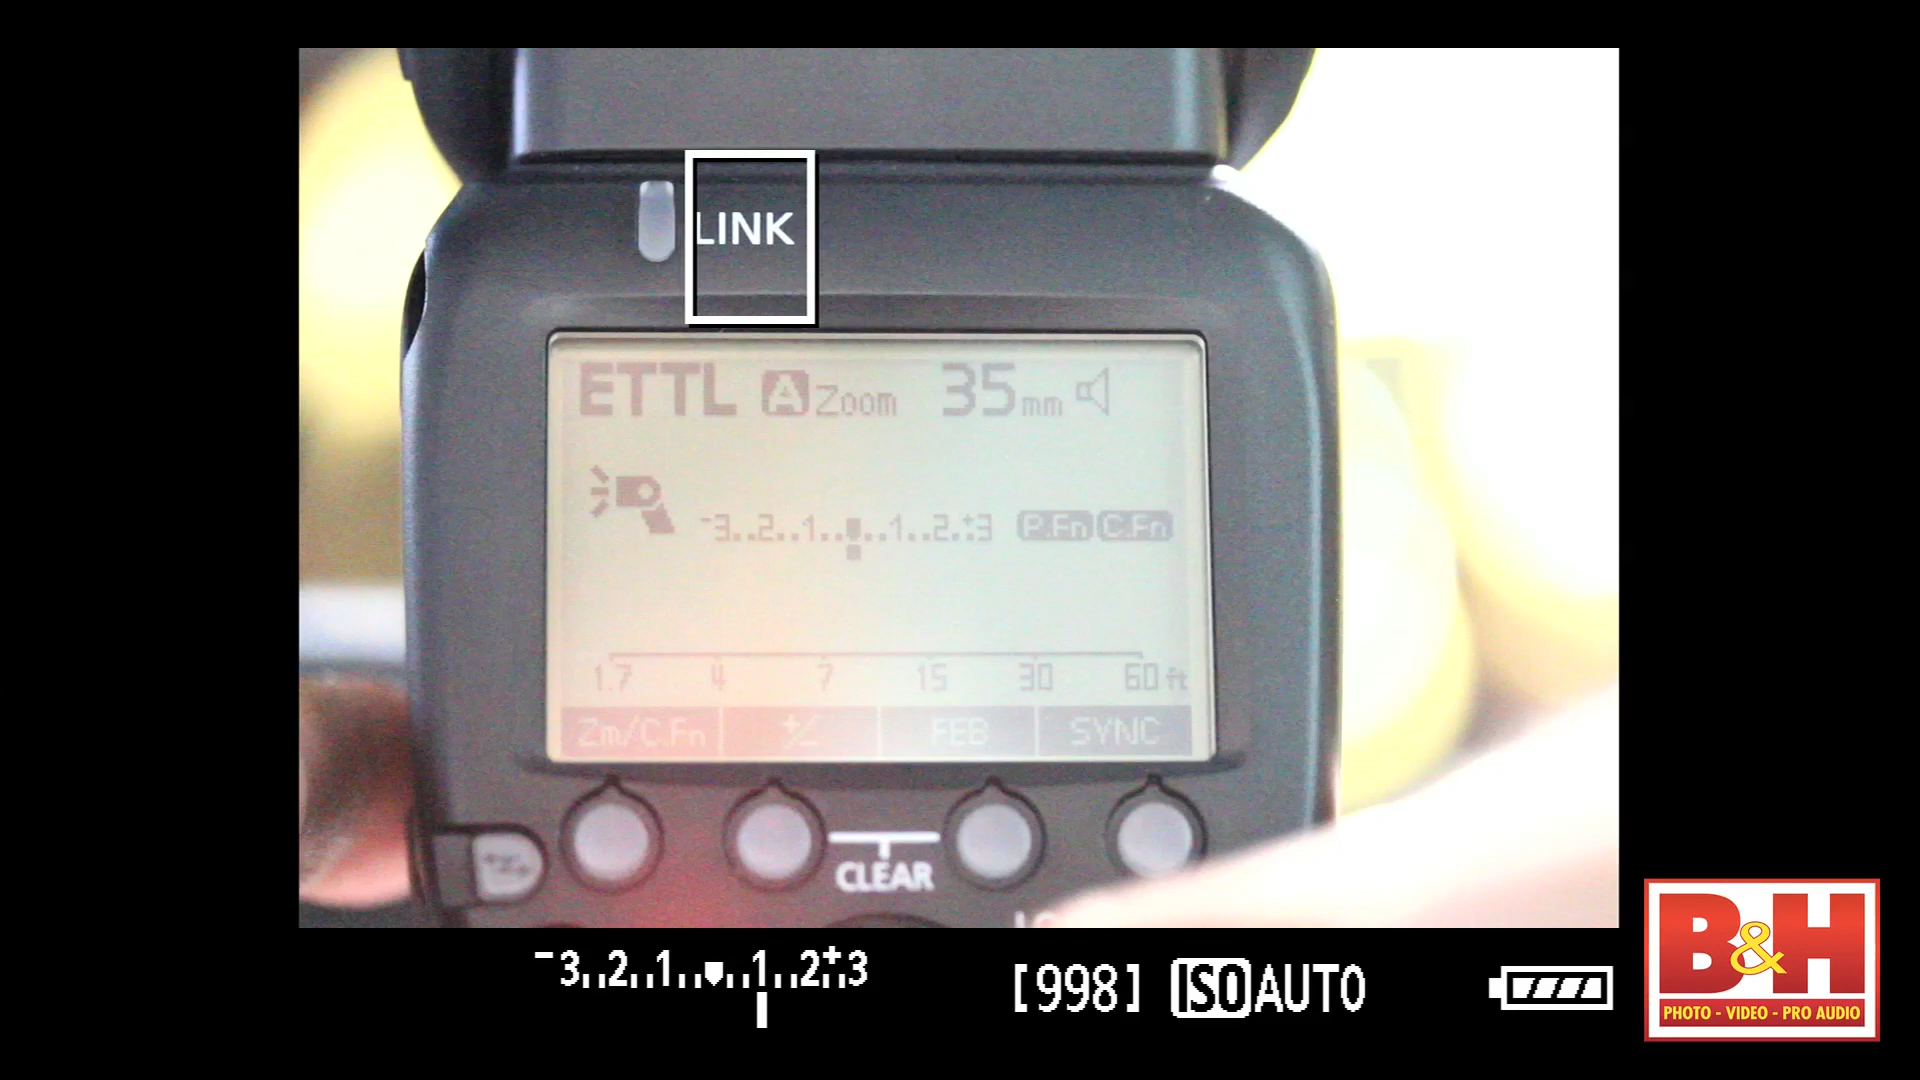 LINK
ETTL A Zoom 35mm
-3..2..1.. ..1..2..+3 P.Fn C.Fn
1.7 4 7 15 30 60 ft
Zm/C.Fn +/- FEB SYNC
CLEAR
-3..2..1.. ..1..2..+3 [998] ISO AUTO
B&H
PHOTO - VIDEO - PRO AUDIO